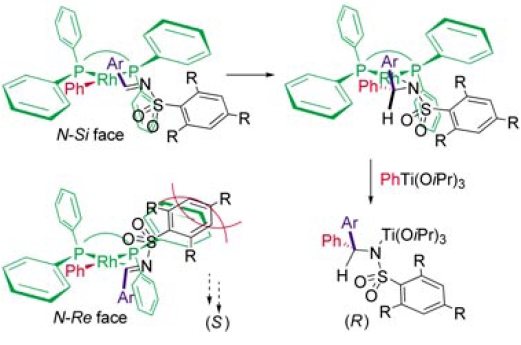 Ar
P P
Ph Rh N
R
S R
O O R
N-Si face
Ar
P P
Ph Rh N
R
S
O O R
H R
PhTi(OiPr)3
R R
O S
O R
P N
Ph Rh P
Ar
N-Re face
(S)
Ar
Ph Ti(OiPr)3
N
H S R
O O
R R
(R)